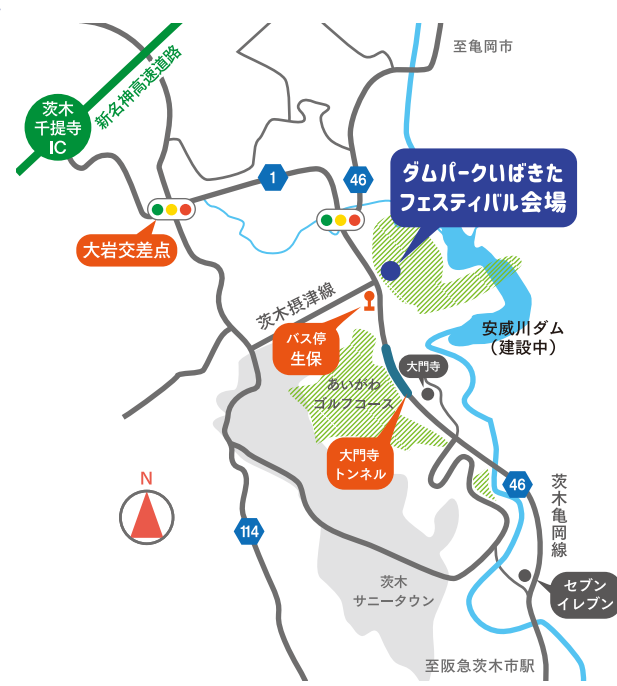 至亀岡市
新名神高速道路
茨木
千提寺
IC
1
46
ダムパークいばきた
フェスティバル会場
大岩交差点
茨木摂津線
バス停
生保
安威川ダム
（建設中）
大門寺
あいがわ
ゴルフコース
大門寺
トンネル
N
46
茨木亀岡線
114
茨木
サニータウン
セブン
イレブン
至阪急茨木市駅